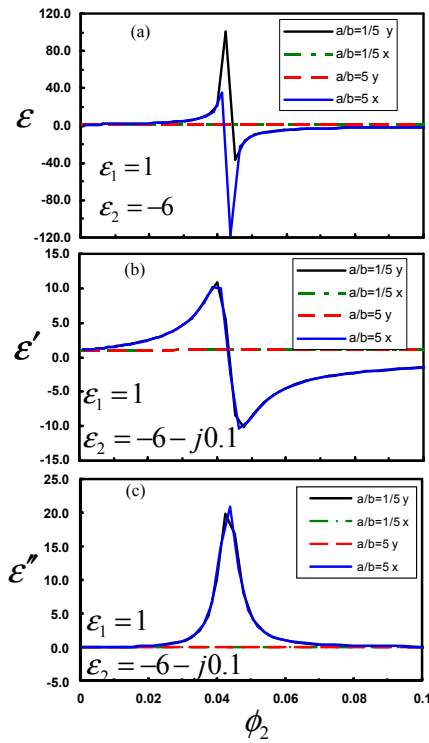 (a)
120.0
80.0
40.0
0.0
-40.0
-80.0
-120.0
ε
a/b=1/5 y
a/b=1/5 x
a/b=5 y
a/b=5 x
ε₁ = 1
ε₂ = −6
(b)
15.0
10.0
5.0
0.0
-5.0
-10.0
-15.0
ε′
a/b=1/5 y
a/b=1/5 x
a/b=5 y
a/b=5 x
ε₁ = 1
ε₂ = −6 − j0.1
(c)
25.0
20.0
15.0
10.0
5.0
0.0
-5.0
ε″
a/b=1/5 y
a/b=1/5 x
a/b=5 y
a/b=5 x
ε₁ = 1
ε₂ = −6 − j0.1
0 0.02 0.04 0.06 0.08 0.1
ϕ₂